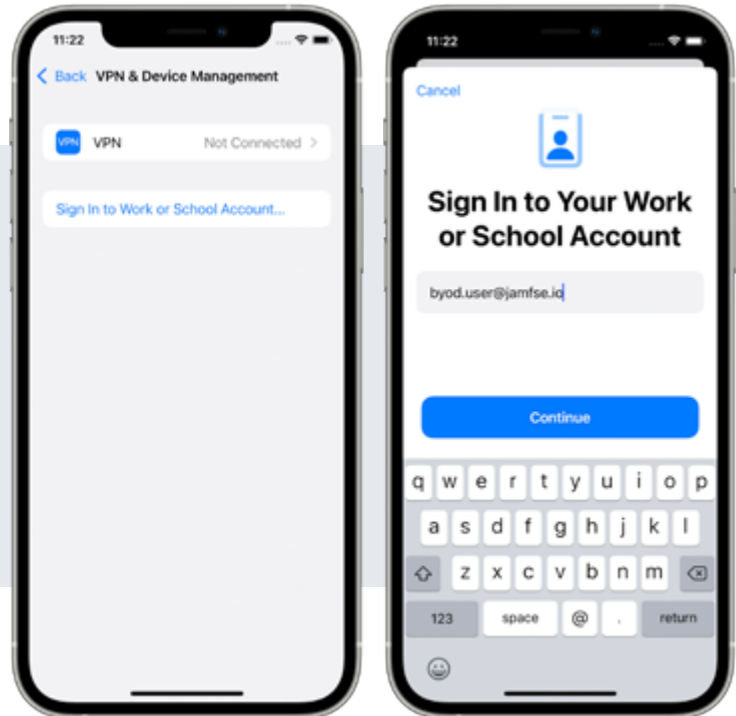 11:22
Back VPN & Device Management
VPN VPN Not Connected
Sign In to Work or School Account...
11:22
Cancel
Sign In to Your Work
or School Account
byod.user@jamfse.io
Continue
q w e r t y u i o p
a s d f g h j k l
z x c v b n m
123 space @ . return